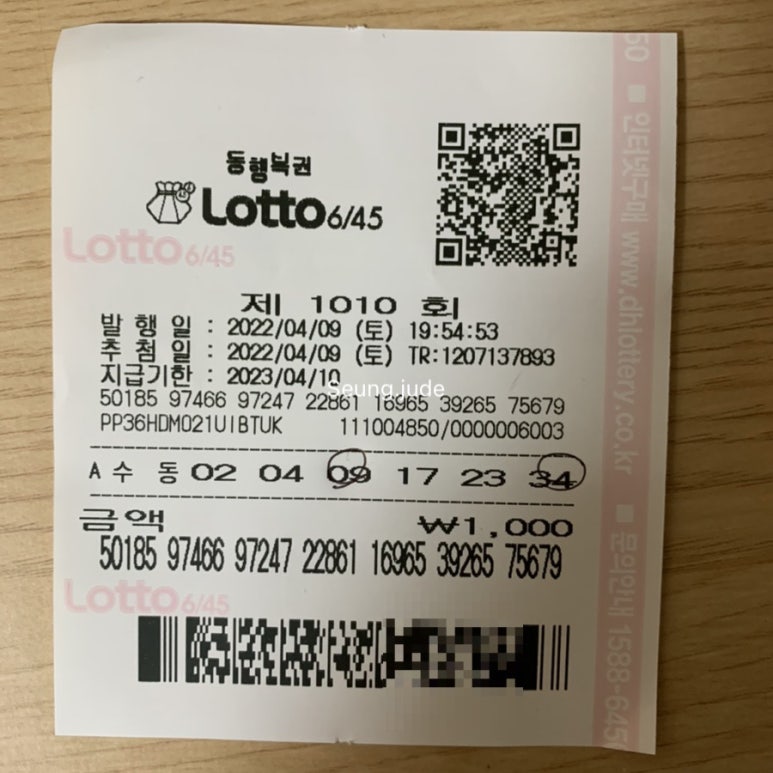 동행복권
Lotto 6/45
Lotto 6/45
제 1010 회
발 행 일 : 2022/04/09 (토) 19:54:53
추 첨 일 : 2022/04/09 (토) TR:1207137893
지급기한 : 2023/04/10
Seung.jude
50185 97466 97247 22861 16965 39265 75679
PP36HDM021UIBTUK 111004850/0000006003
A 수 동 02 04 09 17 23 34
금액 ₩1,000
50185 97466 97247 22861 16965 39265 75679
Lotto 6/45
50 ■ 인터넷구매 www.dhlottery.co.kr ■ 문의안내 1588-645